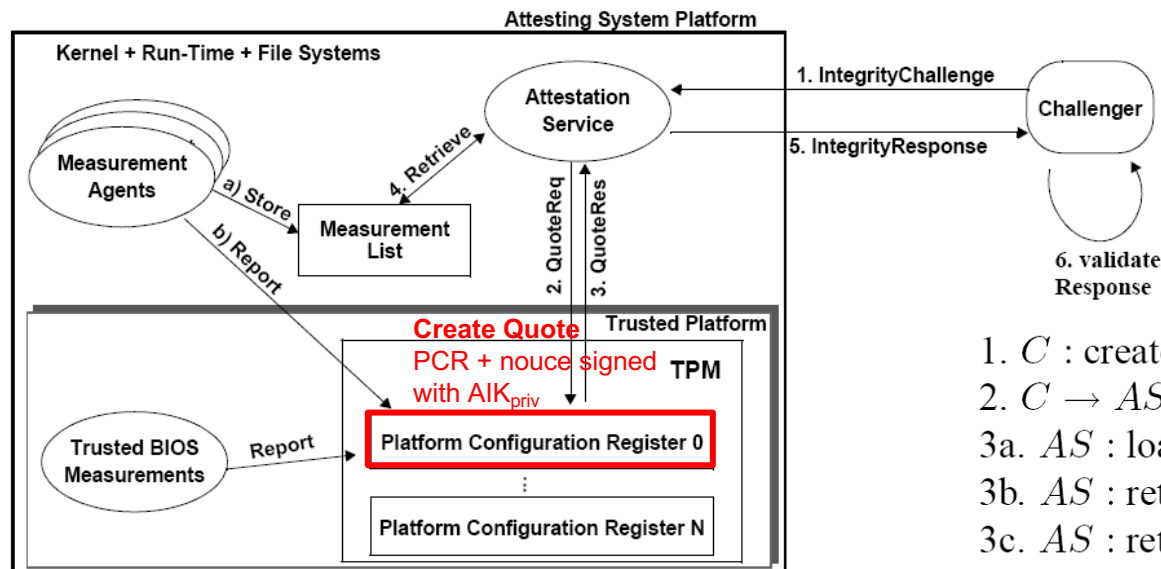 Attesting System Platform
Kernel + Run-Time + File Systems
Measurement
Agents
a) Store
b) Report
Measurement
List
4. Retrieve
Attestation
Service
1. IntegrityChallenge
5. IntegrityResponse
Challenger
6. validate
Response
2. QuoteReq
3. QuoteRes
Trusted Platform
Create Quote
PCR + nouce signed
with AIKpriv
TPM
Trusted BIOS
Measurements
Report
Platform Configuration Register 0
⋮
Platform Configuration Register N
1. C : create
2. C → AS
3a. AS : loa
3b. AS : ret
3c. AS : ret